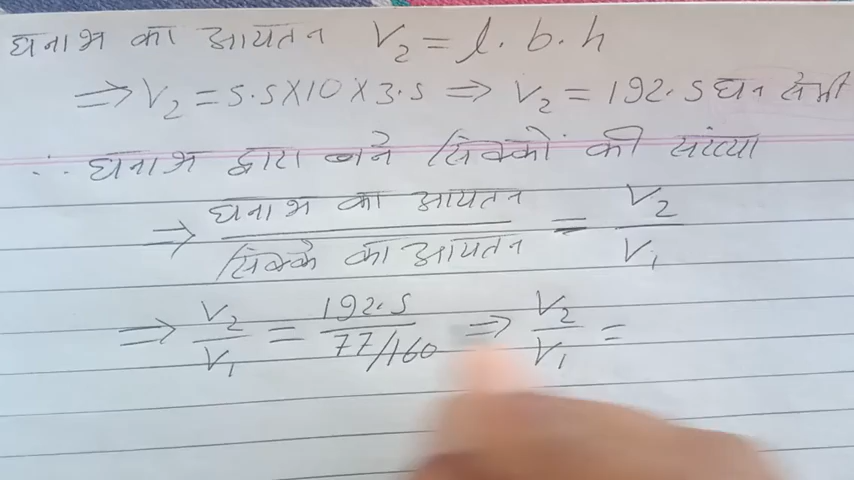 घनाभ का आयतन V₂ = l. b. h
⇒ V₂ = 5.5×10×3.5 ⇒ V₂ = 192.5 घन सेमी
∴ घनाभ द्वारा बने सिक्कों की संख्या
⇒ घनाभ का आयतन / सिक्के का आयतन = V₂ / V₁
⇒ V₂ / V₁ = 192.5 / 77/160 ⇒ V₂ / V₁ =